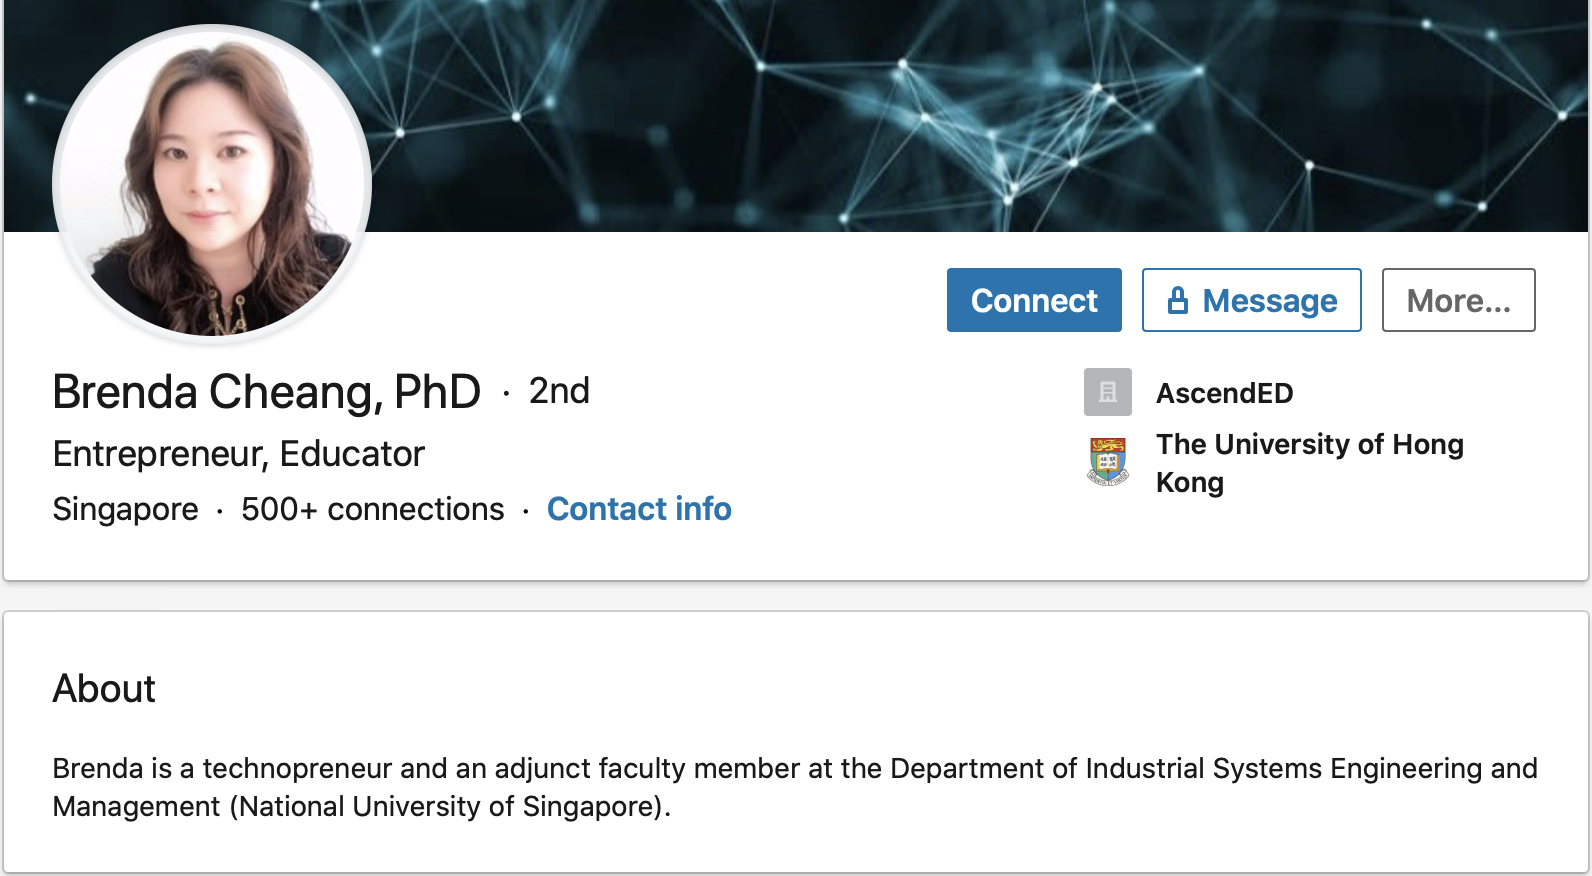 Connect
Message
More...
Brenda Cheang, PhD · 2nd
Entrepreneur, Educator
Singapore · 500+ connections · Contact info
AscendED
The University of Hong
Kong
About
Brenda is a technopreneur and an adjunct faculty member at the Department of Industrial Systems Engineering and
Management (National University of Singapore).